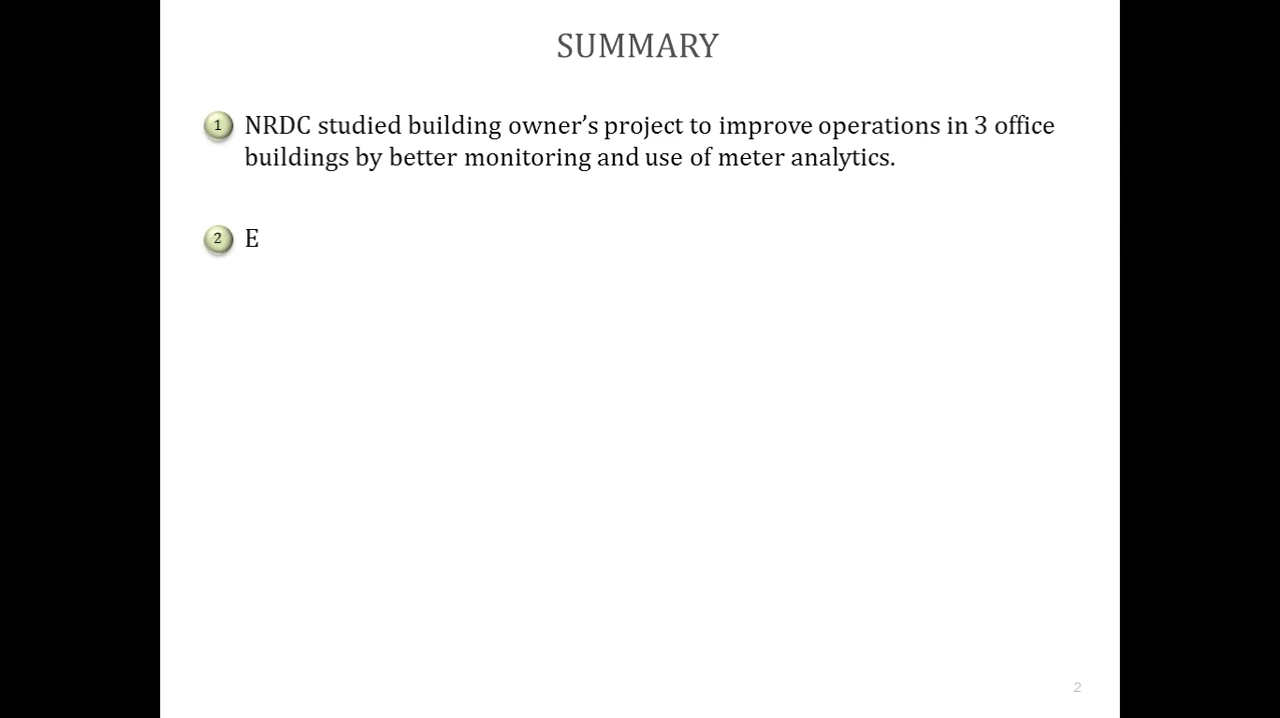 SUMMARY
1 NRDC studied building owner’s project to improve operations in 3 office
buildings by better monitoring and use of meter analytics.
2 E
2